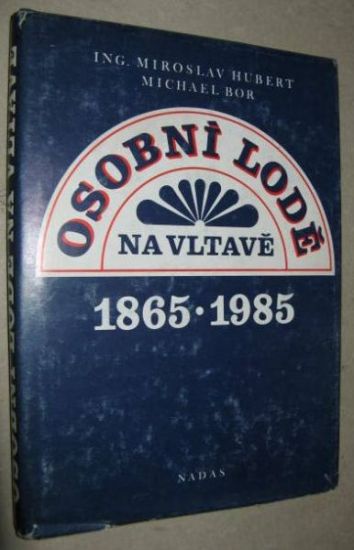 ING. MIROSLAV HUBERT
MICHAEL BOR
OSOBNÍ LODĚ
NA VLTAVĚ
1865·1985
NADAS